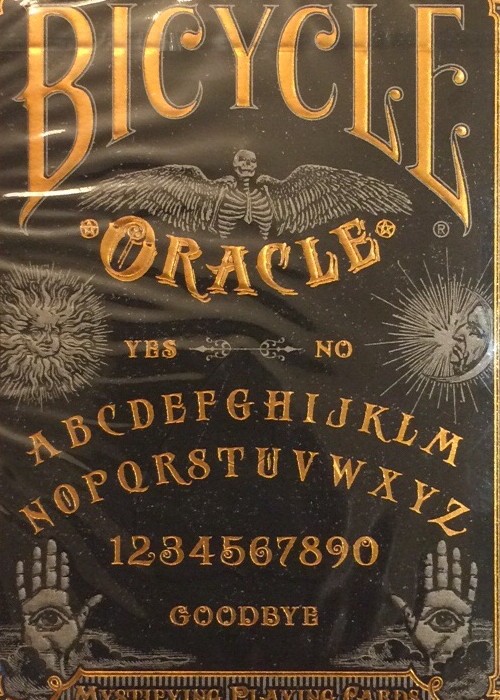 BICYCLE
®
ORACLE
YES NO
ABCDEFGHIJKLM
NOPQRSTUVWXYZ
1234567890
GOODBYE
MYSTIFYING PLAYING CARDS